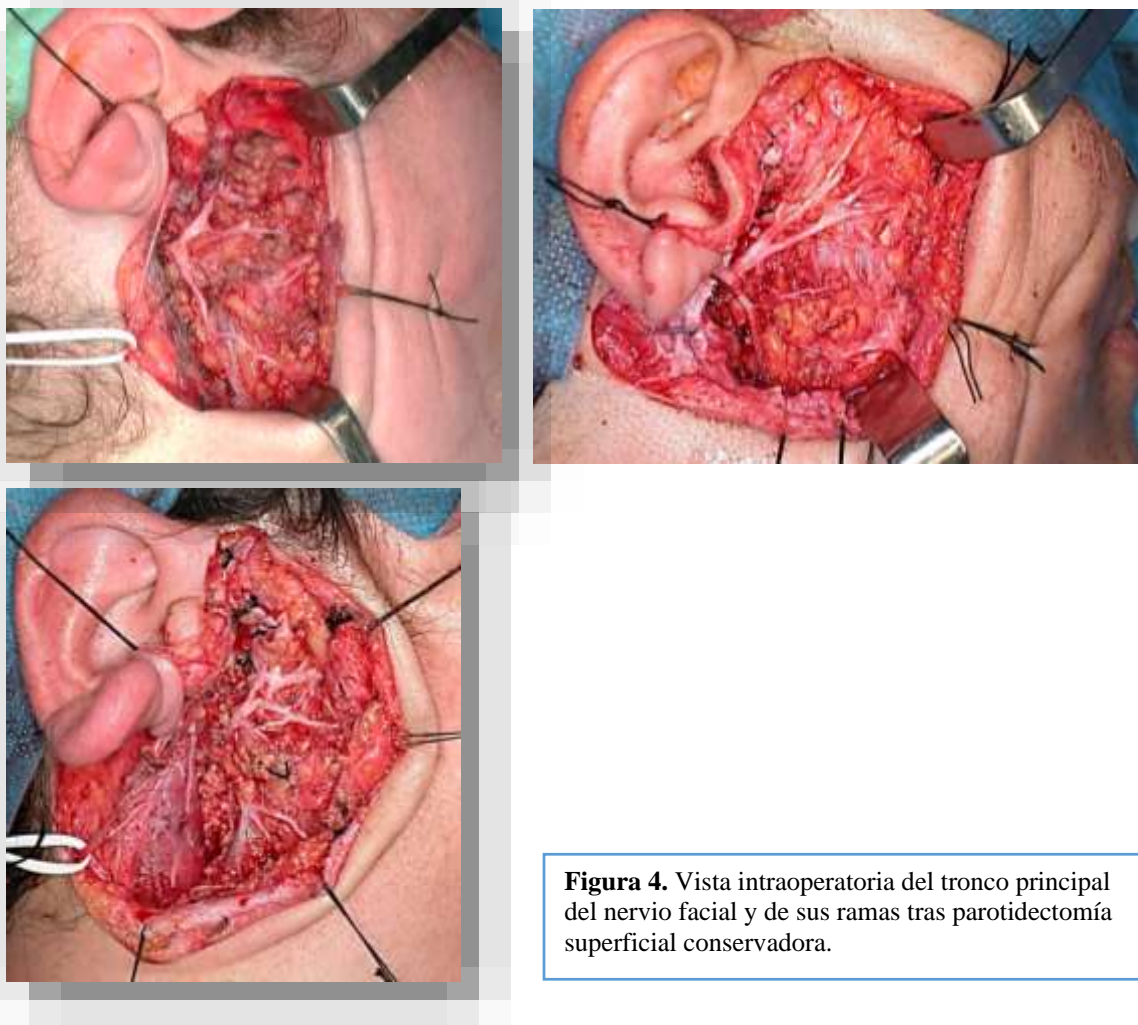 Figura 4. Vista intraoperatoria del tronco principal
del nervio facial y de sus ramas tras parotidectomía
superficial conservadora.